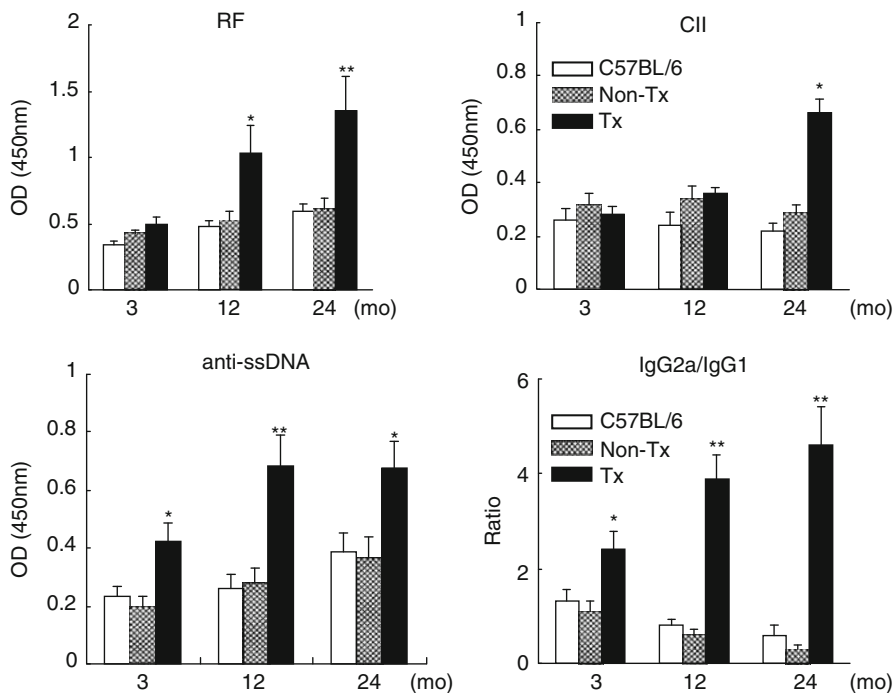 RF
2
1.5
1
0.5
0
OD (450nm)
*
**
3 12 24 (mo)
CII
1
0.8
0.6
0.4
0.2
0
OD (450nm)
C57BL/6
Non-Tx
Tx
*
3 12 24 (mo)
anti-ssDNA
1
0.8
0.6
0.4
0.2
0
OD (450nm)
*
**
*
3 12 24 (mo)
IgG2a/IgG1
6
4
2
0
Ratio
C57BL/6
Non-Tx
Tx
*
**
**
3 12 24 (mo)